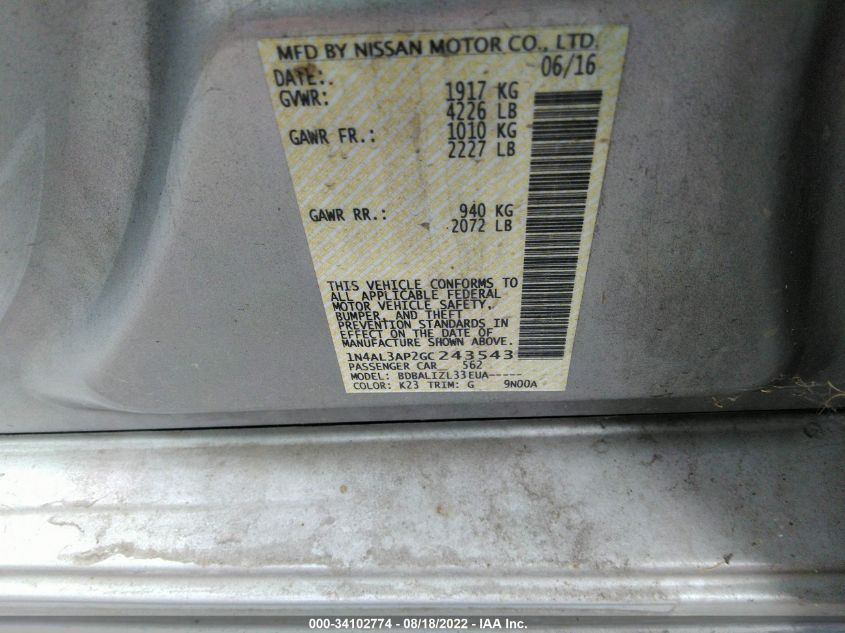 MFD BY NISSAN MOTOR CO., LTD.
DATE: 06/16
GVWR: 1917 KG
4226 LB
GAWR FR.: 1010 KG
2227 LB
GAWR RR.: 940 KG
2072 LB
THIS VEHICLE CONFORMS TO
ALL APPLICABLE FEDERAL
MOTOR VEHICLE SAFETY,
BUMPER, AND THEFT
PREVENTION STANDARDS IN
EFFECT ON THE DATE OF
MANUFACTURE SHOWN ABOVE.
1N4AL3AP2GC243543
PASSENGER CAR 562
MODEL: BDBALIZL33EUA-----
COLOR: K23 TRIM: G 9N00A
000-34102774 - 08/18/2022 - IAA Inc.